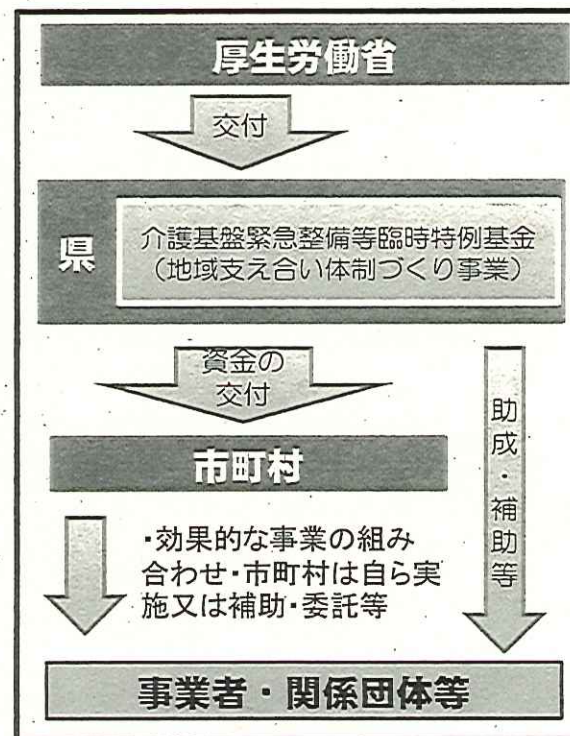 厚生労働省
交付
県
介護基盤緊急整備等臨時特例基金
（地域支え合い体制づくり事業）
資金の
交付
助成・補助等
市町村
・効果的な事業の組み
合わせ・市町村は自ら実
施又は補助・委託等
事業者・関係団体等